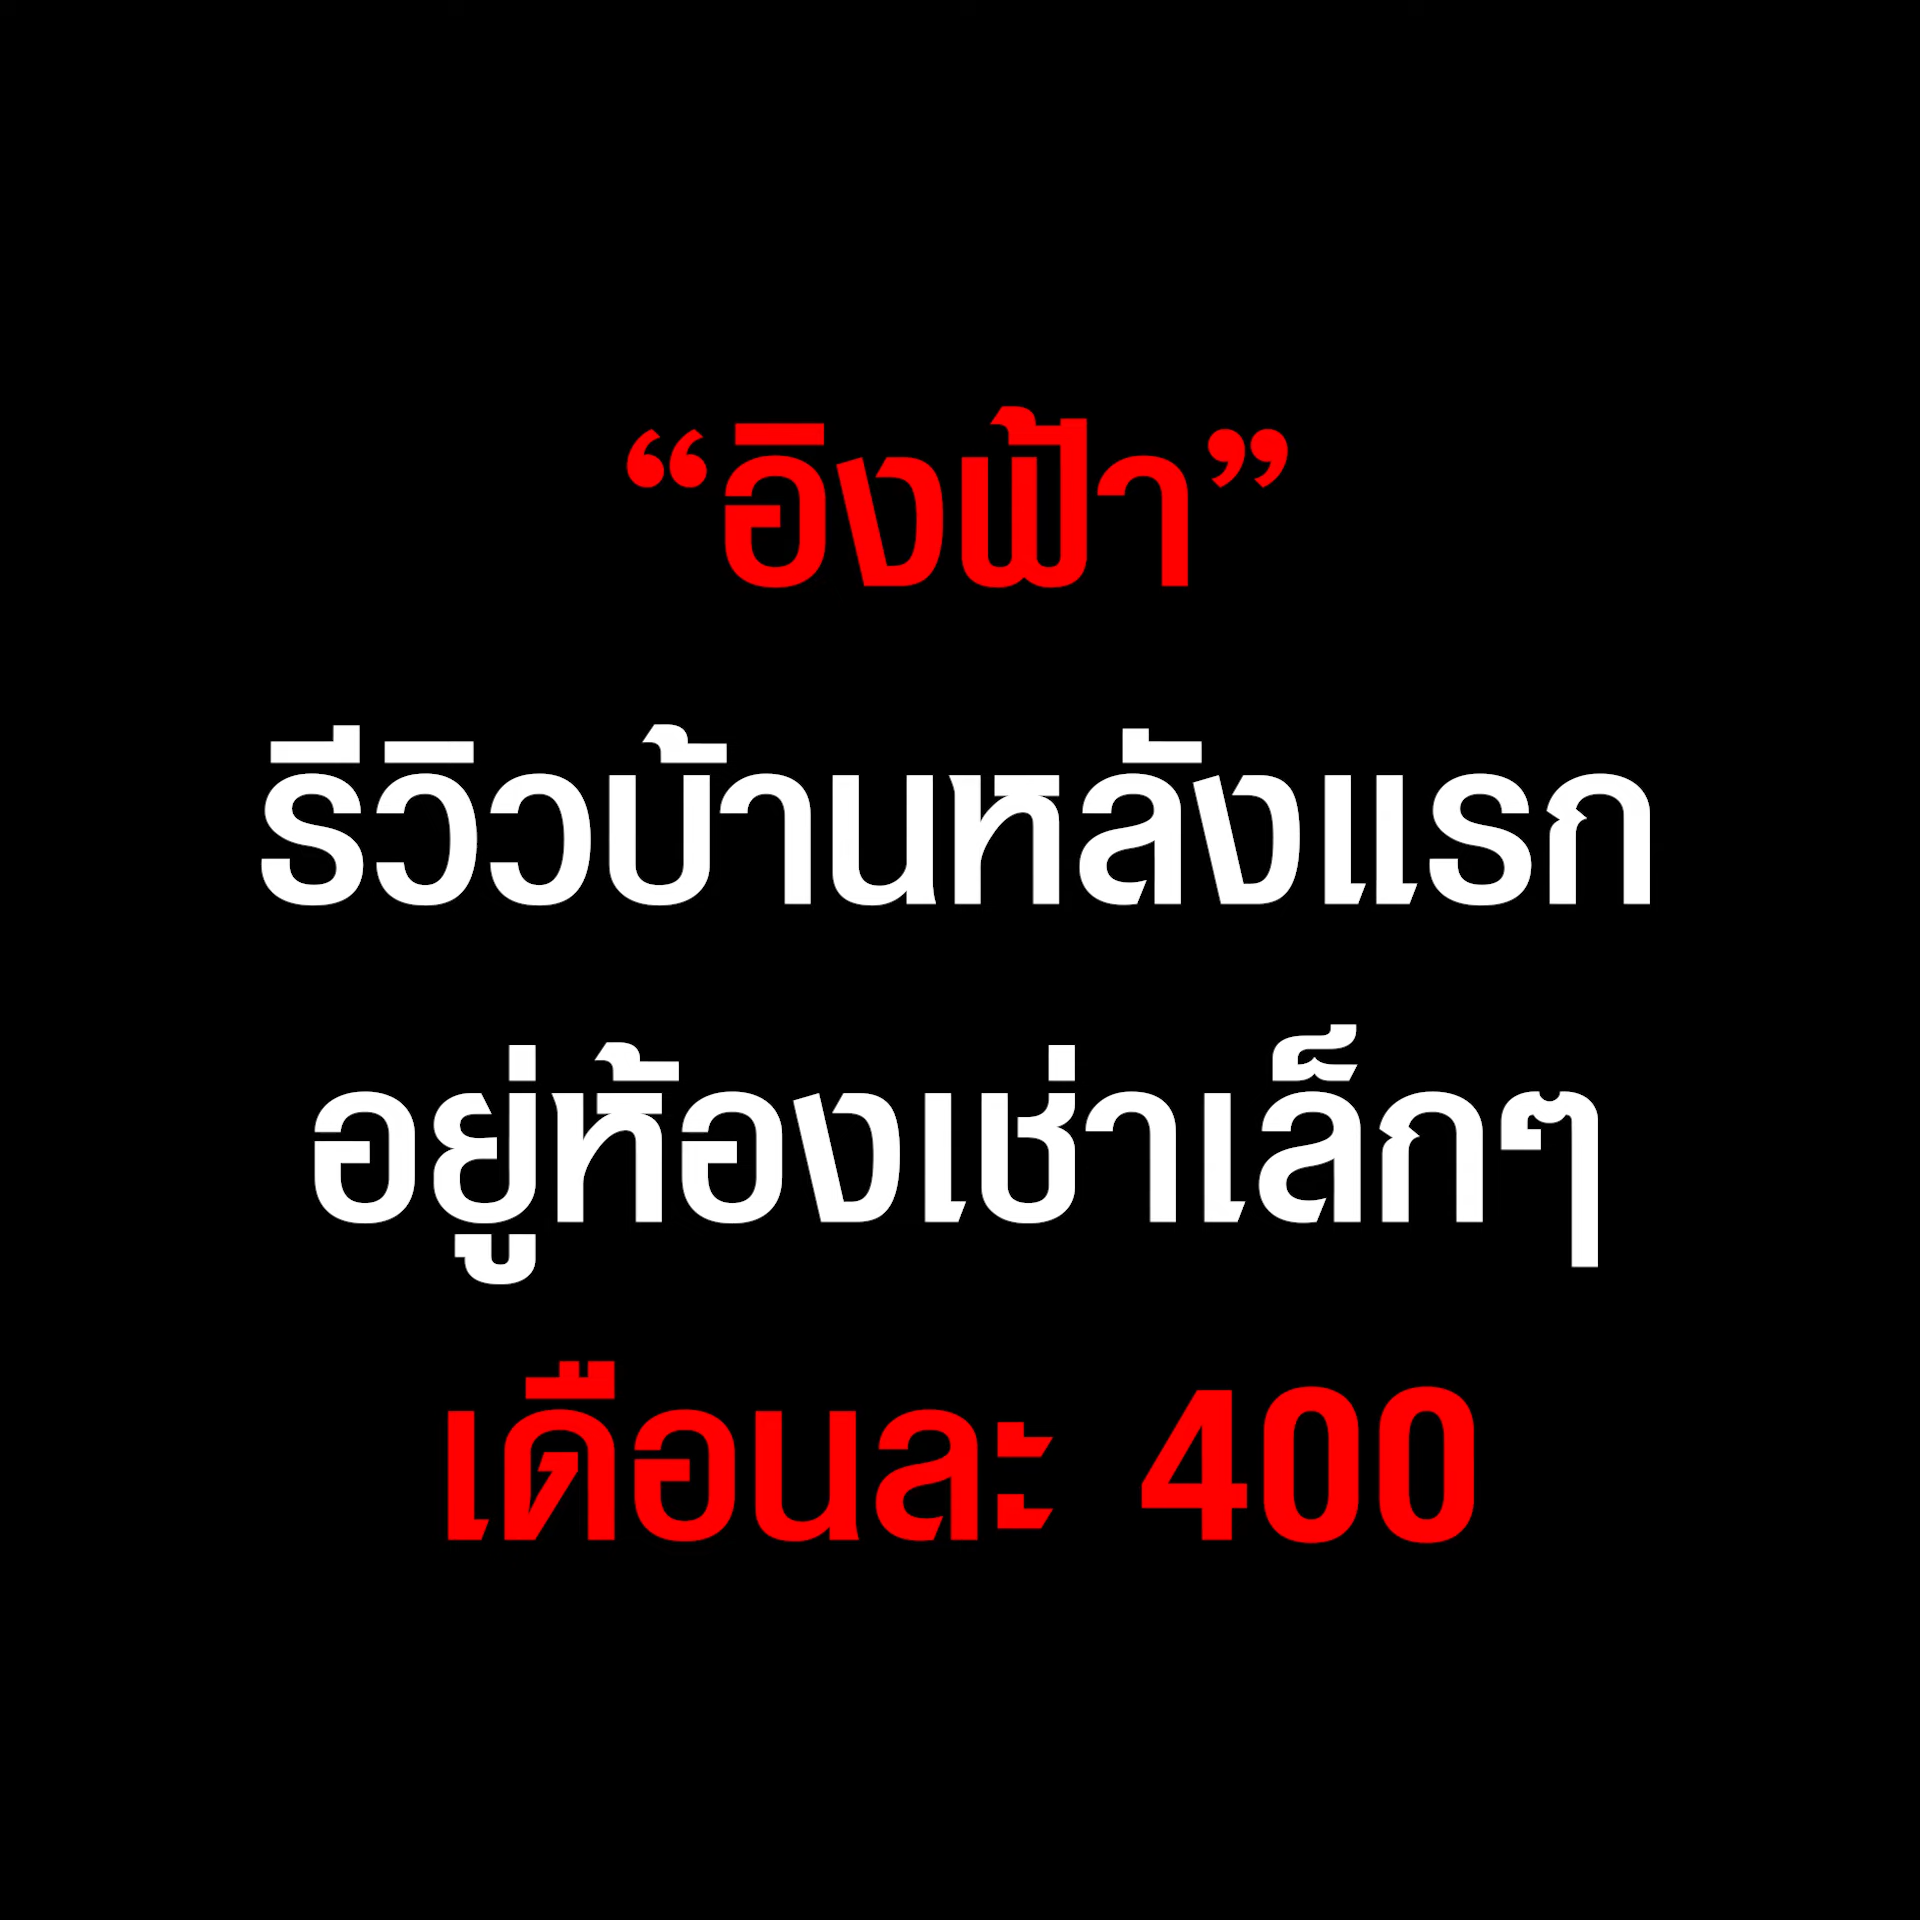 “อิงฟ้า”
รีวิวบ้านหลังแรก
อยู่ห้องเช่าเล็กๆ
เดือนละ 400